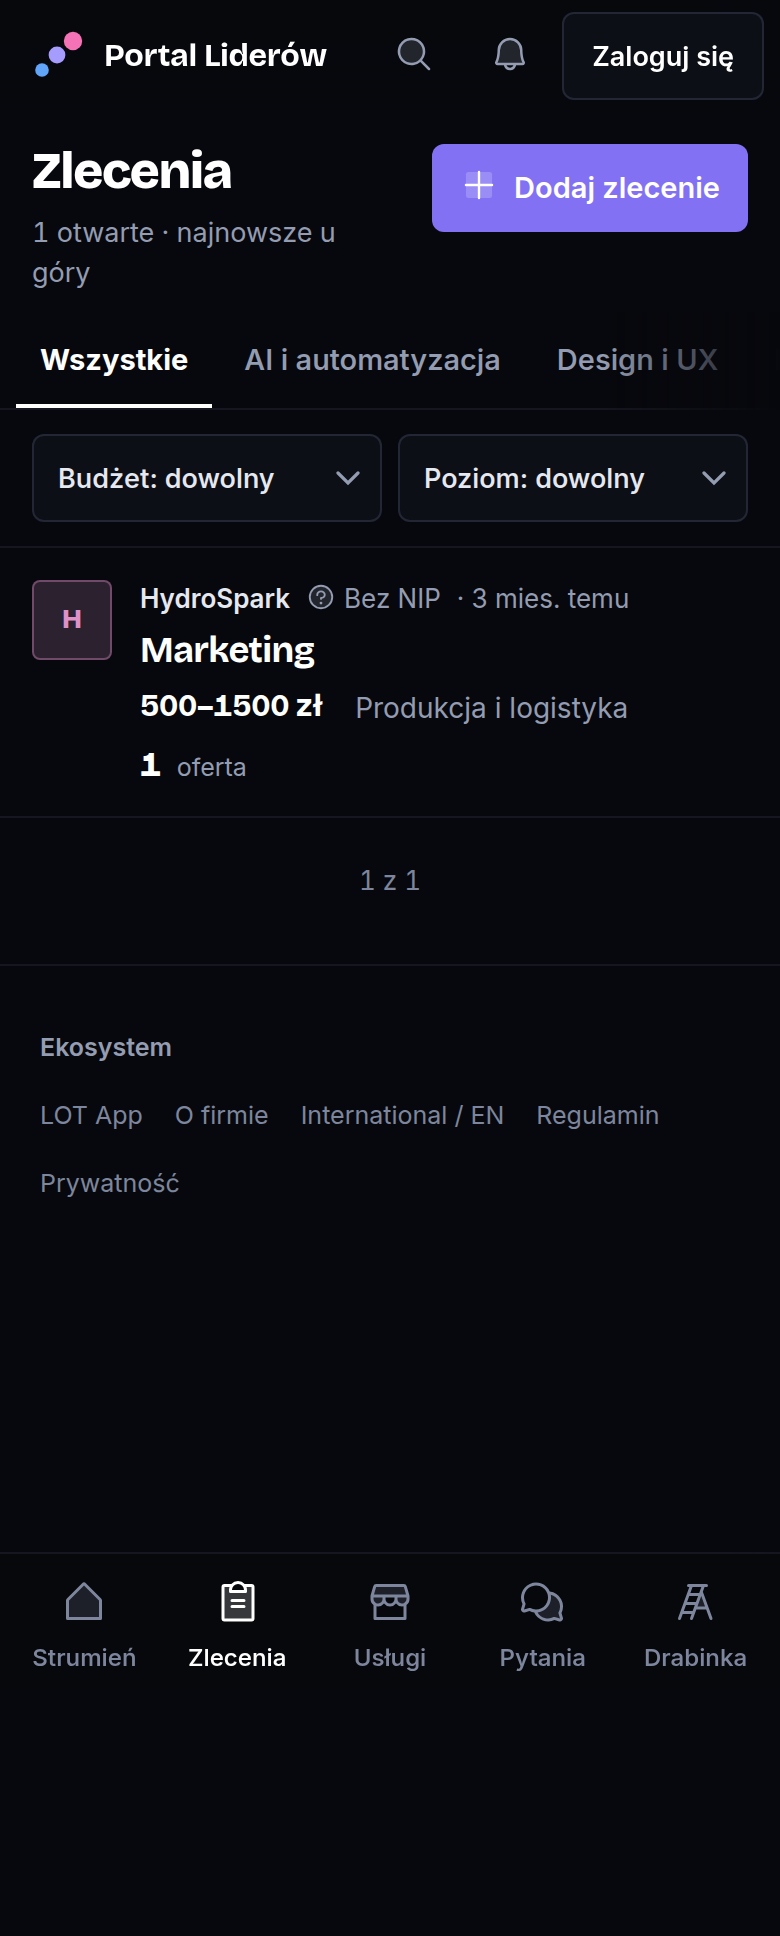 Portal Liderów
Zaloguj się
Zlecenia
Dodaj zlecenie
1 otwarte · najnowsze u
góry
Wszystkie AI i automatyzacja Design i UX
Budżet: dowolny Poziom: dowolny
H
HydroSpark Bez NIP · 3 mies. temu
Marketing
500–1500 zł Produkcja i logistyka
1 oferta
1 z 1
Ekosystem
LOT App O firmie International / EN Regulamin
Prywatność
Strumień Zlecenia Usługi Pytania Drabinka